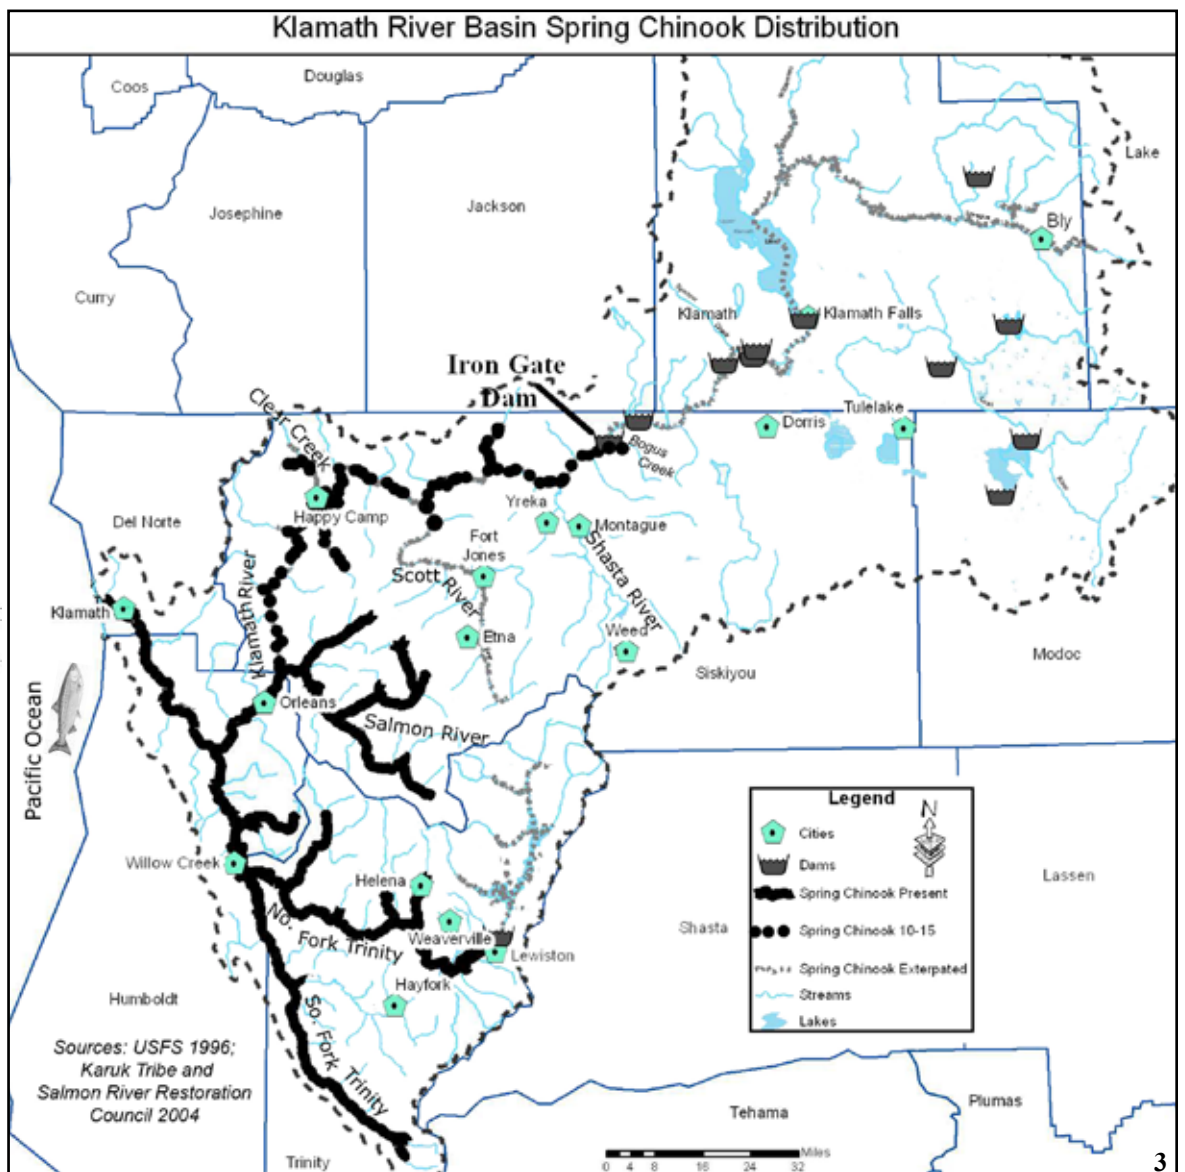 Klamath River Basin Spring Chinook Distribution
Douglas
Coos
Lake
Josephine
Jackson
Bly
Curry
Klamath
Klamath Falls
Iron Gate
Dam
Clear Creek
Dorris
Tulelake
Bogus
Creek
Yreka
Happy Camp
Montague
Del Norte
Fort
Jones
Scott
River
Shasta River
Klamath
KlamathRiver
Etna
Weed
Siskiyou
Modoc
Orleans
Salmon River
Pacific Ocean
Legend
N
Cities
Dams
Spring Chinook Present
Spring Chinook 10-15
Spring Chinook Exterpated
Streams
Lakes
Willow Creek
Helena
Lassen
No.
Fork Trinity
Weaverville
Lewiston
Shasta
Hayfork
Humboldt
So. Fork
Trinity
Sources: USFS 1996;
Karuk Tribe and
Salmon River Restoration
Council 2004
Tehama
Plumas
Trinity
Miles
0 4 8 16 24 32
3